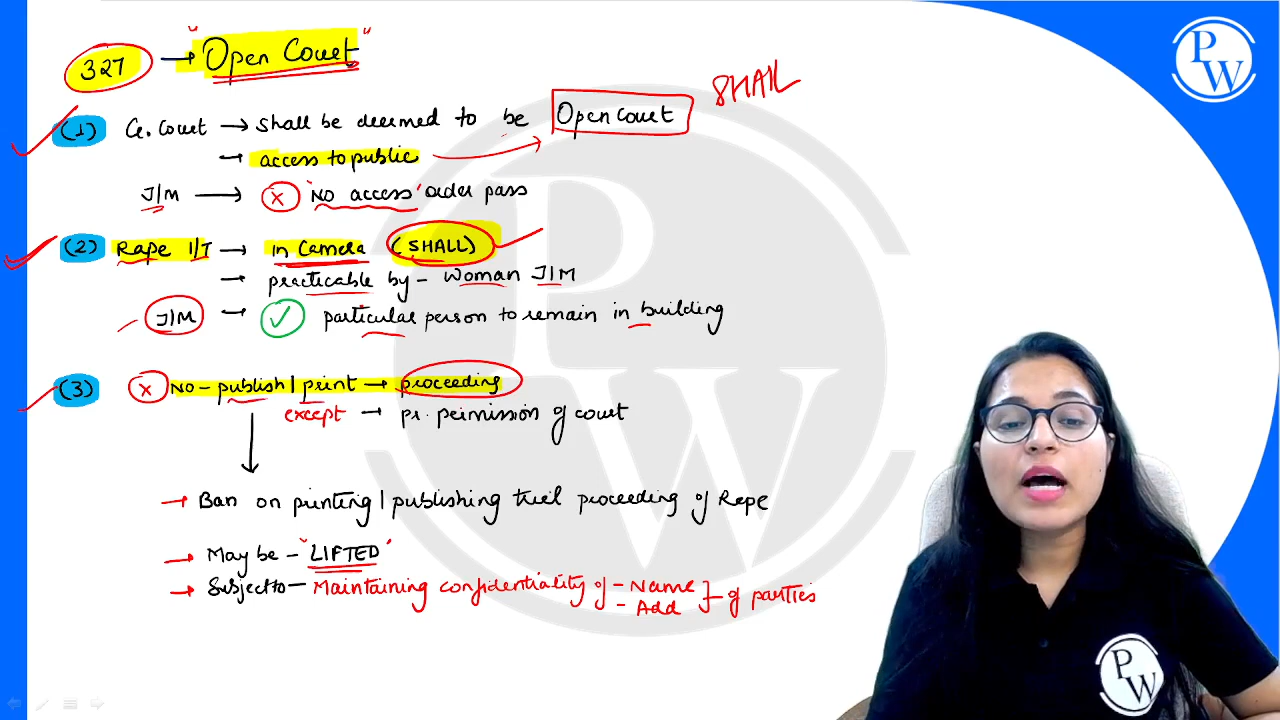 327 → "Open Court"
SHALL
(1) Cr. Court → shall be deemed to be Open Court
→ access to public
J/M → x "No access" order pass
(2) Rape I/T → in Camera (SHALL)
→ practicable by - Woman J/M
J/M → ✓ particular person to remain in building
(3) x No - publish / print → proceeding
except → pr. permission of court
→ Ban on printing / publishing trial proceeding of Rape
→ May be - "LIFTED"
→ Subject to - Maintaining confidentiality of - Name } - of parties
- Add
PW
PW
PW